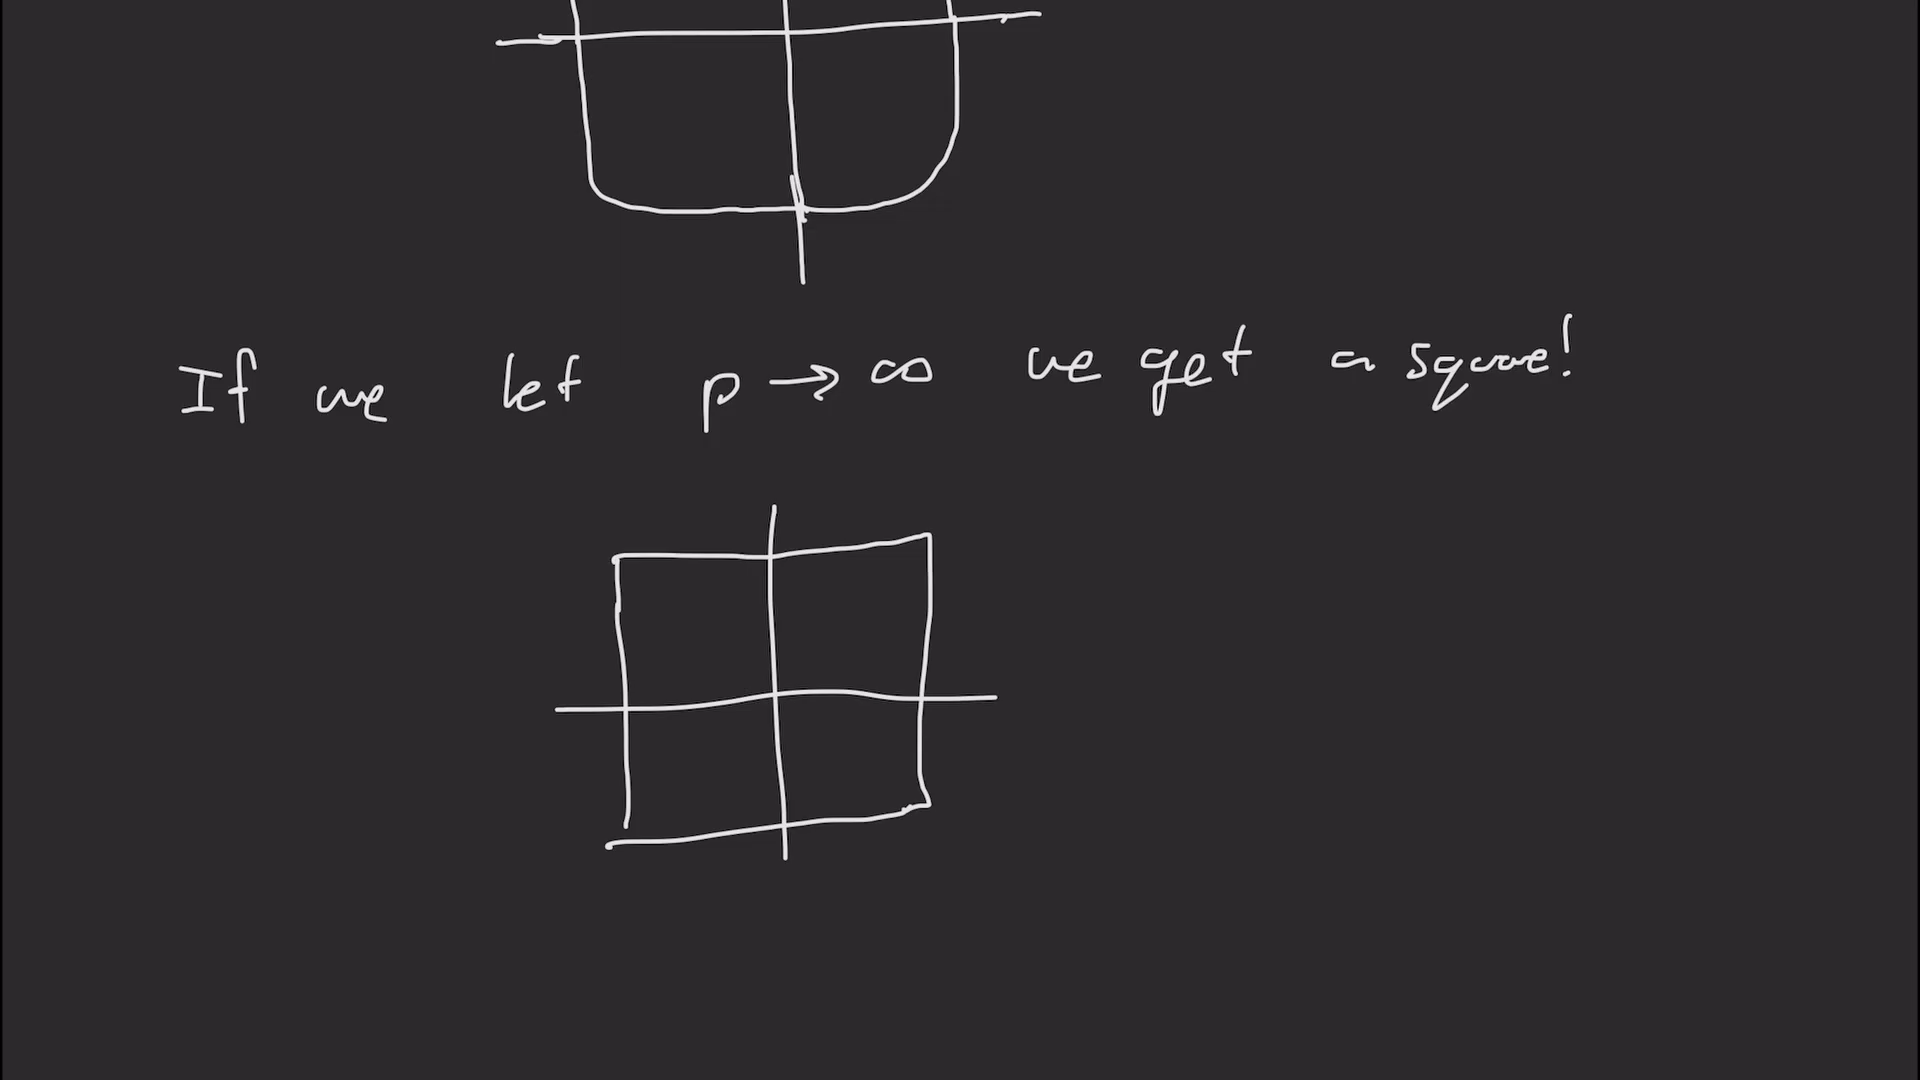 If we let p → ∞ we get a square!